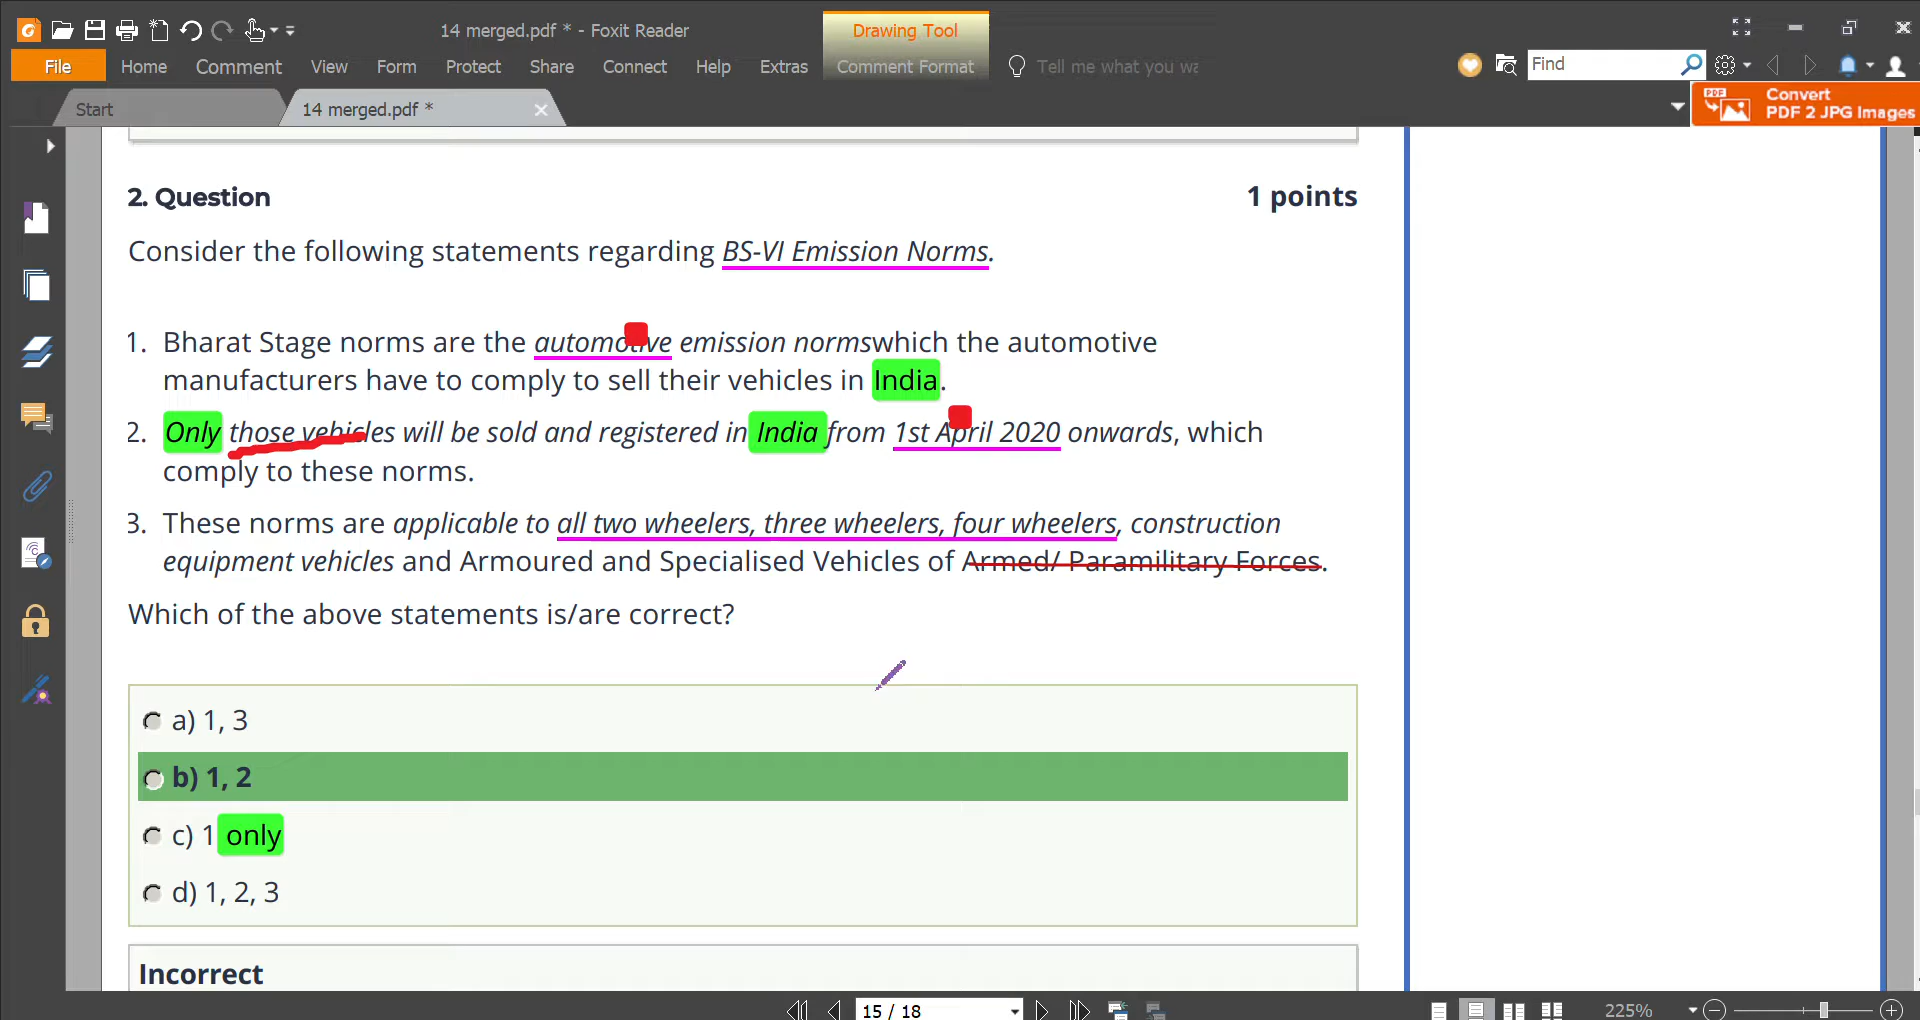 14 merged.pdf * - Foxit Reader
Drawing Tool
File Home Comment View Form Protect Share Connect Help Extras Comment Format Tell me what you wa Find
Start 14 merged.pdf *
PDF Convert
PDF 2 JPG Images
2. Question 1 points
Consider the following statements regarding BS-VI Emission Norms.
1. Bharat Stage norms are the automotive emission normswhich the automotive
manufacturers have to comply to sell their vehicles in India.
2. Only those vehicles will be sold and registered in India from 1st April 2020 onwards, which
comply to these norms.
3. These norms are applicable to all two wheelers, three wheelers, four wheelers, construction
equipment vehicles and Armoured and Specialised Vehicles of Armed/ Paramilitary Forces.
Which of the above statements is/are correct?
a) 1, 3
b) 1, 2
c) 1 only
d) 1, 2, 3
Incorrect
15 / 18 225%